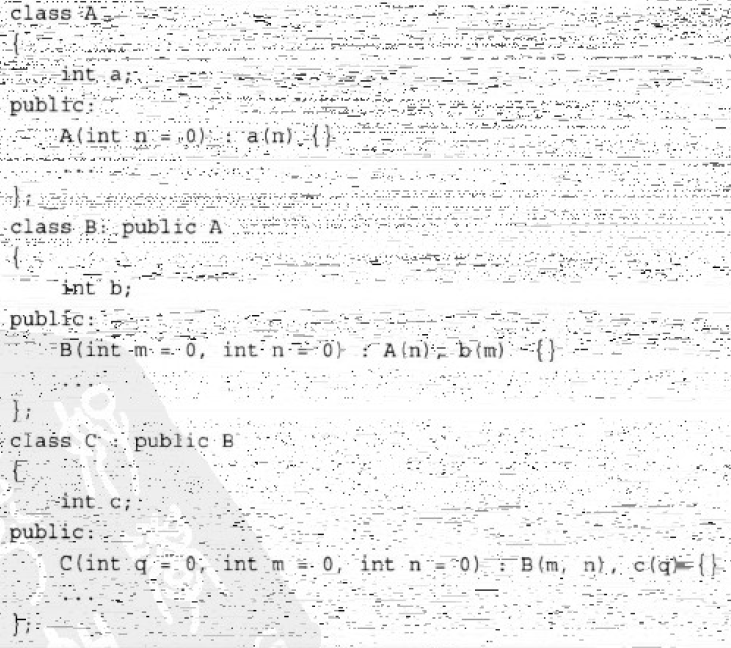 class A
{
int a;
public:
A(int n = 0) : a(n) {}
...
};
class B: public A
{
int b;
public:
B(int m = 0, int n = 0) : A(n), b(m) {}
...
};
class C : public B
{
int c;
public:
C(int q = 0, int m = 0, int n = 0) : B(m, n), c(q) {}
...
};